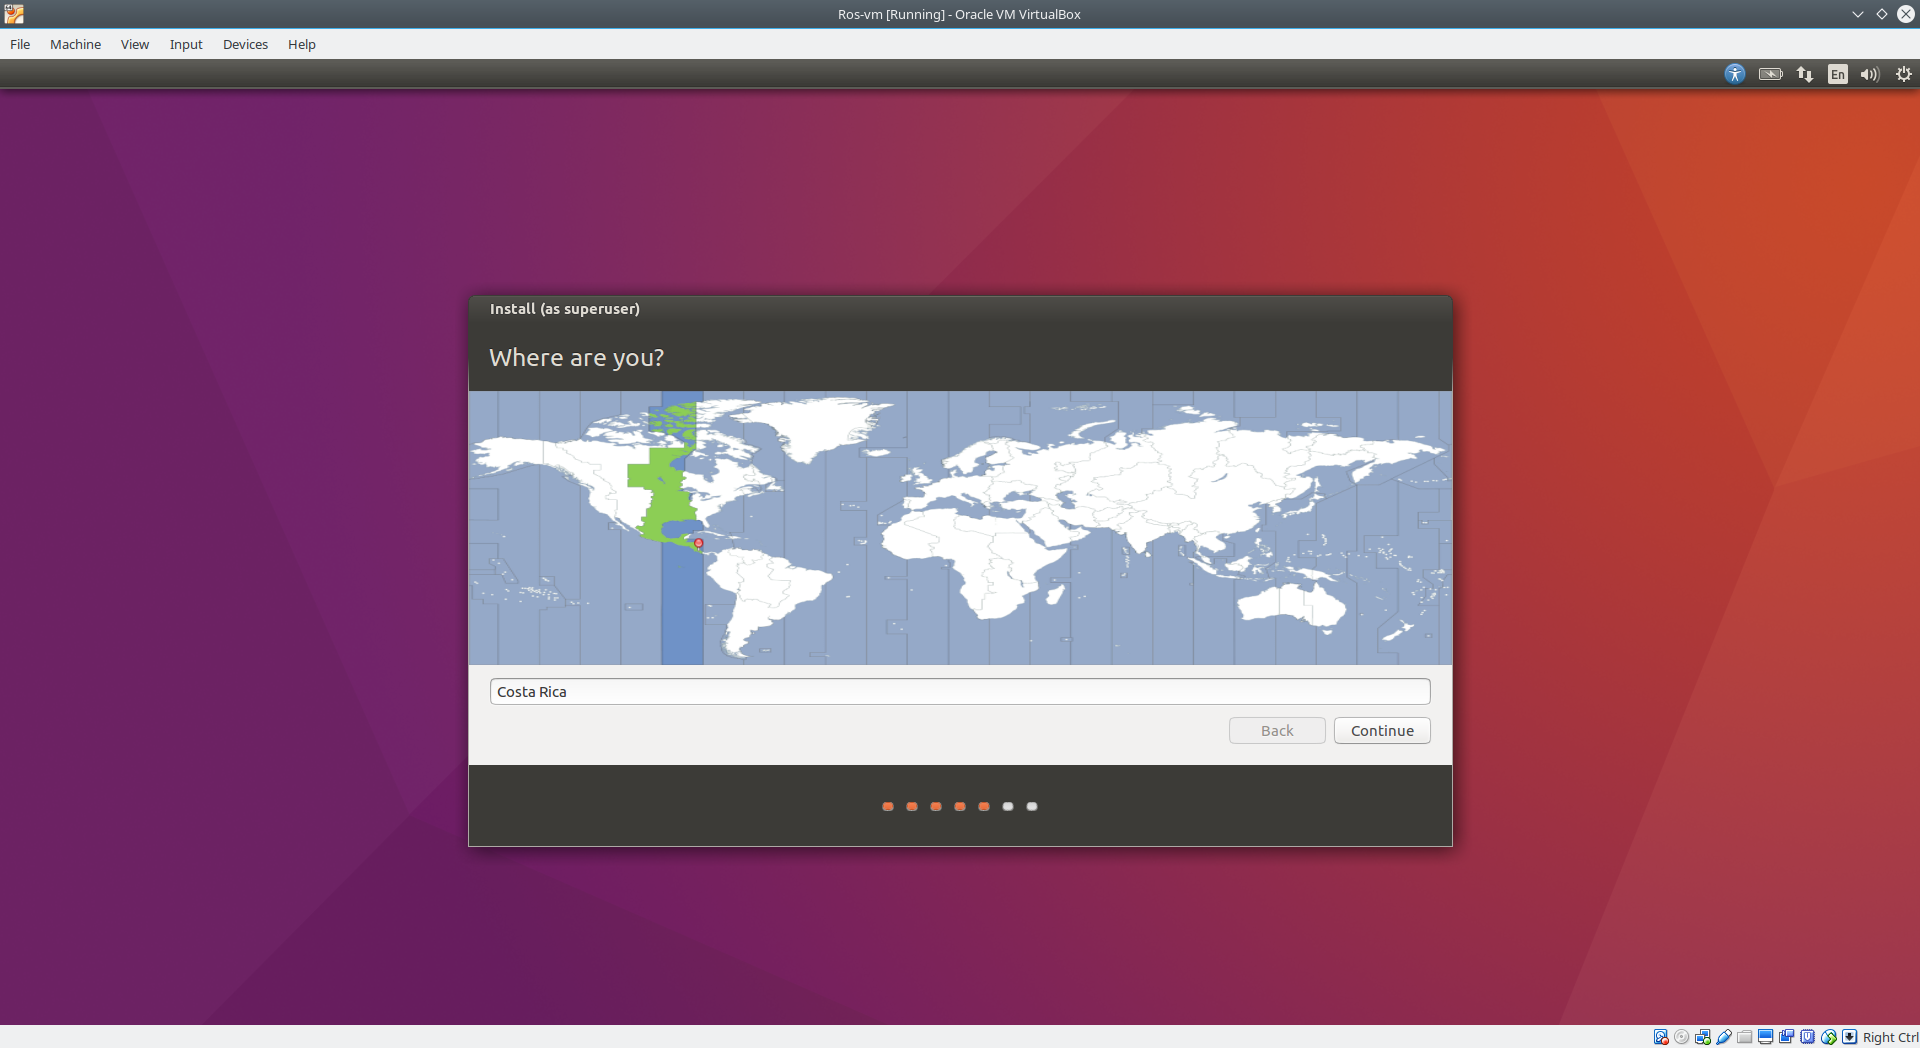 Ros-vm [Running] - Oracle VM VirtualBox
File Machine View Input Devices Help
En
Install (as superuser)
Where are you?
Costa Rica
Back Continue
Right Ctrl